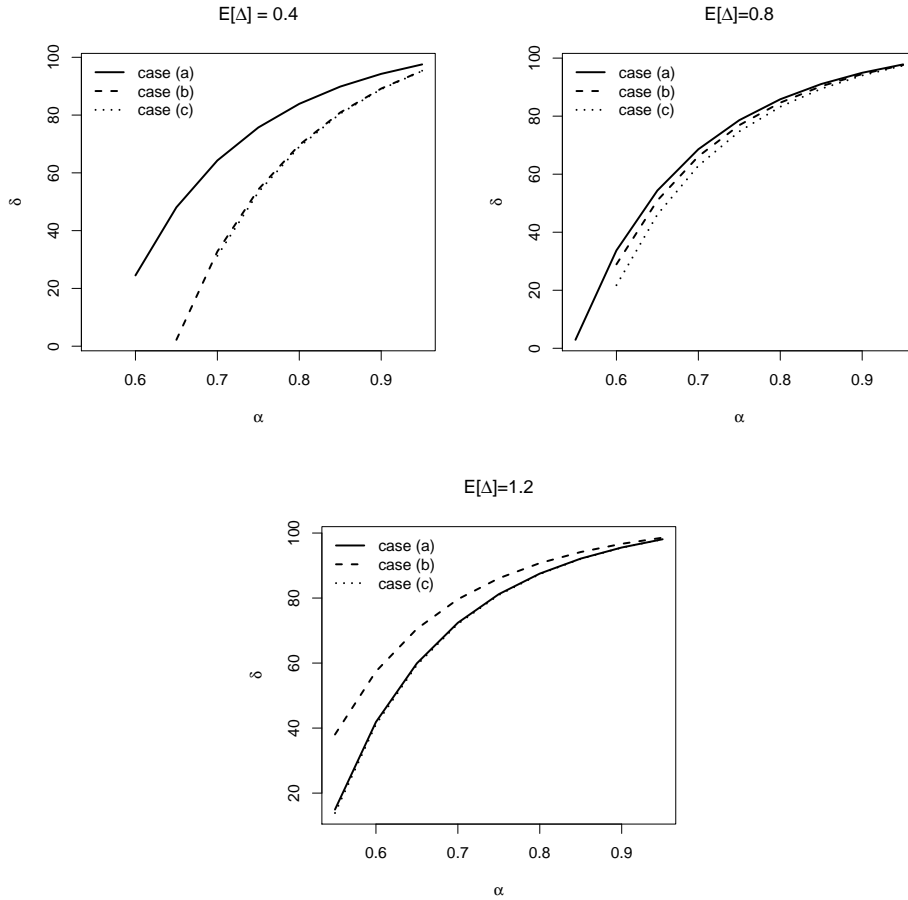 E[Δ] = 0.4
case (a)
case (b)
case (c)
100
80
60
40
20
0
δ
0.6 0.7 0.8 0.9
α
E[Δ]=0.8
case (a)
case (b)
case (c)
100
80
60
40
20
0
δ
0.6 0.7 0.8 0.9
α
E[Δ]=1.2
case (a)
case (b)
case (c)
100
80
60
40
20
δ
0.6 0.7 0.8 0.9
α